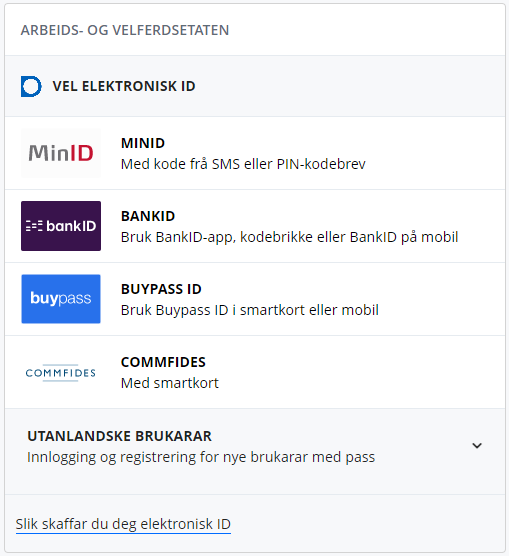 ARBEIDS- OG VELFERDSETATEN
VEL ELEKTRONISK ID
MinID
MINID
Med kode frå SMS eller PIN-kodebrev
bankID
BANKID
Bruk BankID-app, kodebrikke eller BankID på mobil
buypass
BUYPASS ID
Bruk Buypass ID i smartkort eller mobil
COMMFIDES
COMMFIDES
Med smartkort
UTANLANDSKE BRUKARAR
Innlogging og registrering for nye brukarar med pass
Slik skaffar du deg elektronisk ID